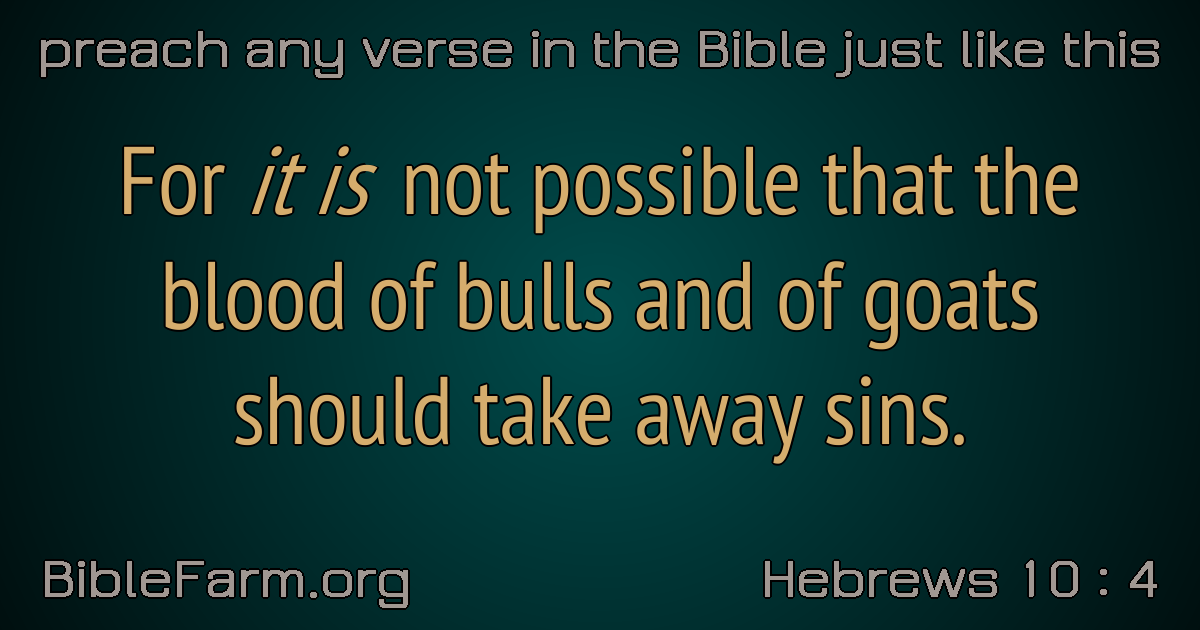 preach any verse in the Bible just like this
For it is not possible that the
blood of bulls and of goats
should take away sins.
BibleFarm.org
Hebrews 10 : 4